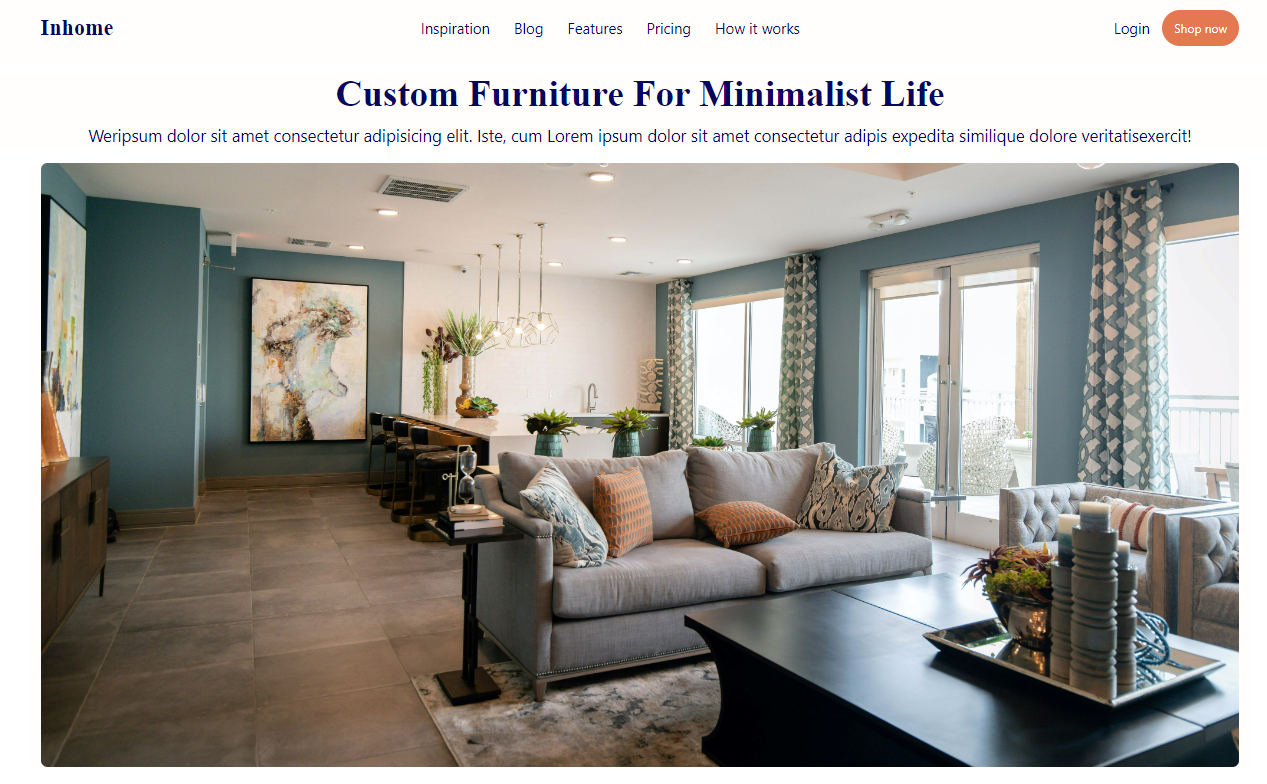 Inhome
Inspiration Blog Features Pricing How it works
Login Shop now
Custom Furniture For Minimalist Life
Weripsum dolor sit amet consectetur adipisicing elit. Iste, cum Lorem ipsum dolor sit amet consectetur adipis expedita similique dolore veritatisexercit!